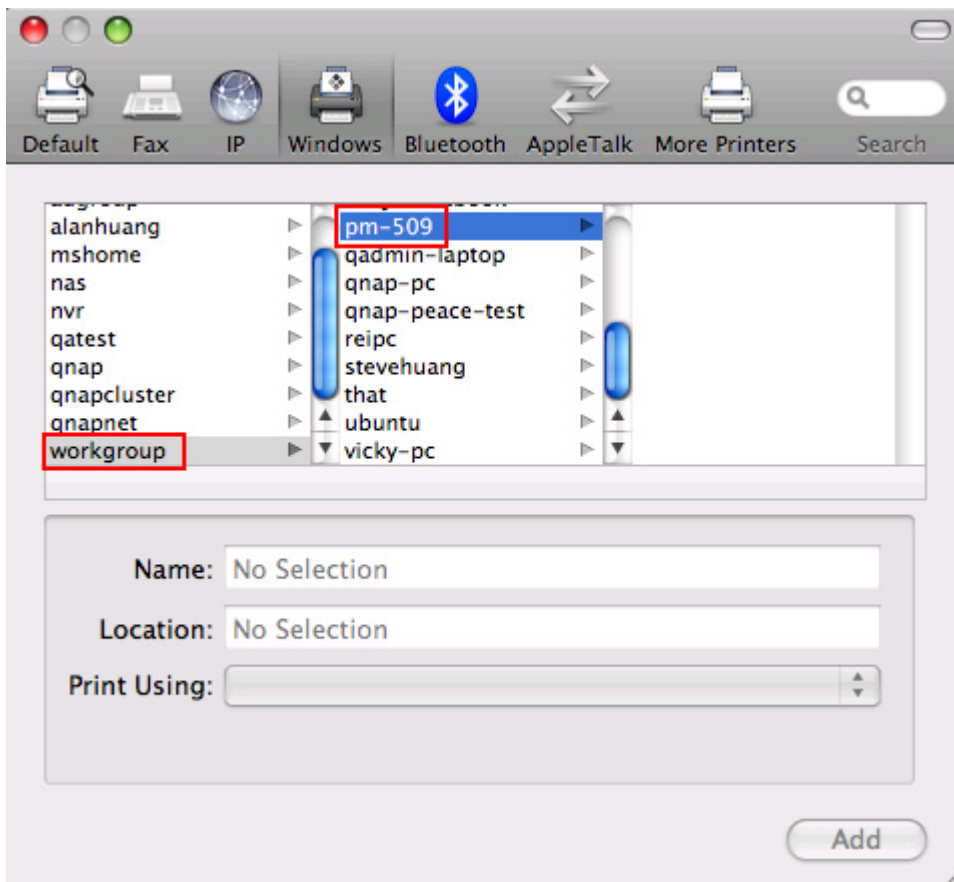 Default Fax IP Windows Bluetooth AppleTalk More Printers Search
alanhuang
mshome
nas
nvr
qatest
qnap
qnapcluster
qnapnet
workgroup
pm-509
qadmin-laptop
qnap-pc
qnap-peace-test
reipc
stevehuang
that
ubuntu
vicky-pc
Name: No Selection
Location: No Selection
Print Using:
Add